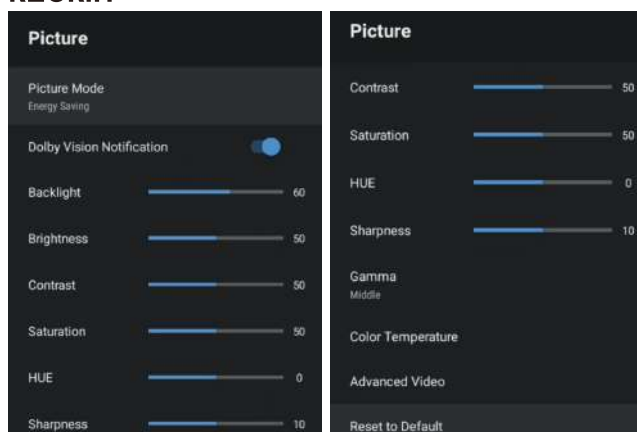 Picture
Picture Mode
Energy Saving
Dolby Vision Notification
Backlight 60
Brightness 50
Contrast 50
Saturation 50
HUE 0
Sharpness 10
Picture
Contrast 50
Saturation 50
HUE 0
Sharpness 10
Gamma
Middle
Color Temperature
Advanced Video
Reset to Default